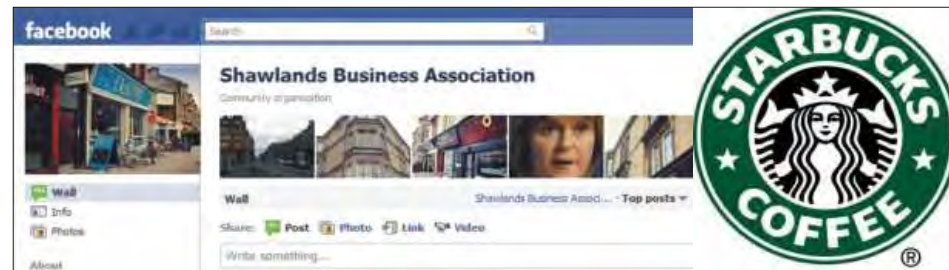 facebook
Search
Shawlands Business Association
Community organisation
Wall
Info
Photos
About
Wall
Shawlands Business Associ... · Top posts
Share: Post Photo Link Video
Write something...
STARBUCKS
COFFEE
®